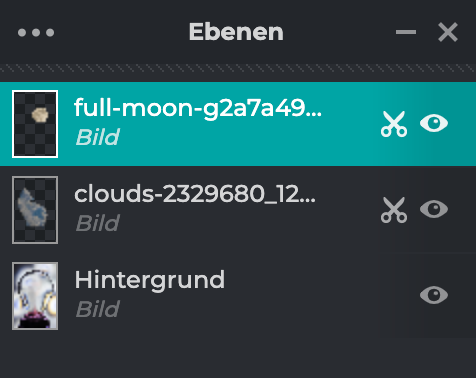 Ebenen
full-moon-g2a7a49...
Bild
clouds-2329680_12...
Bild
Hintergrund
Bild